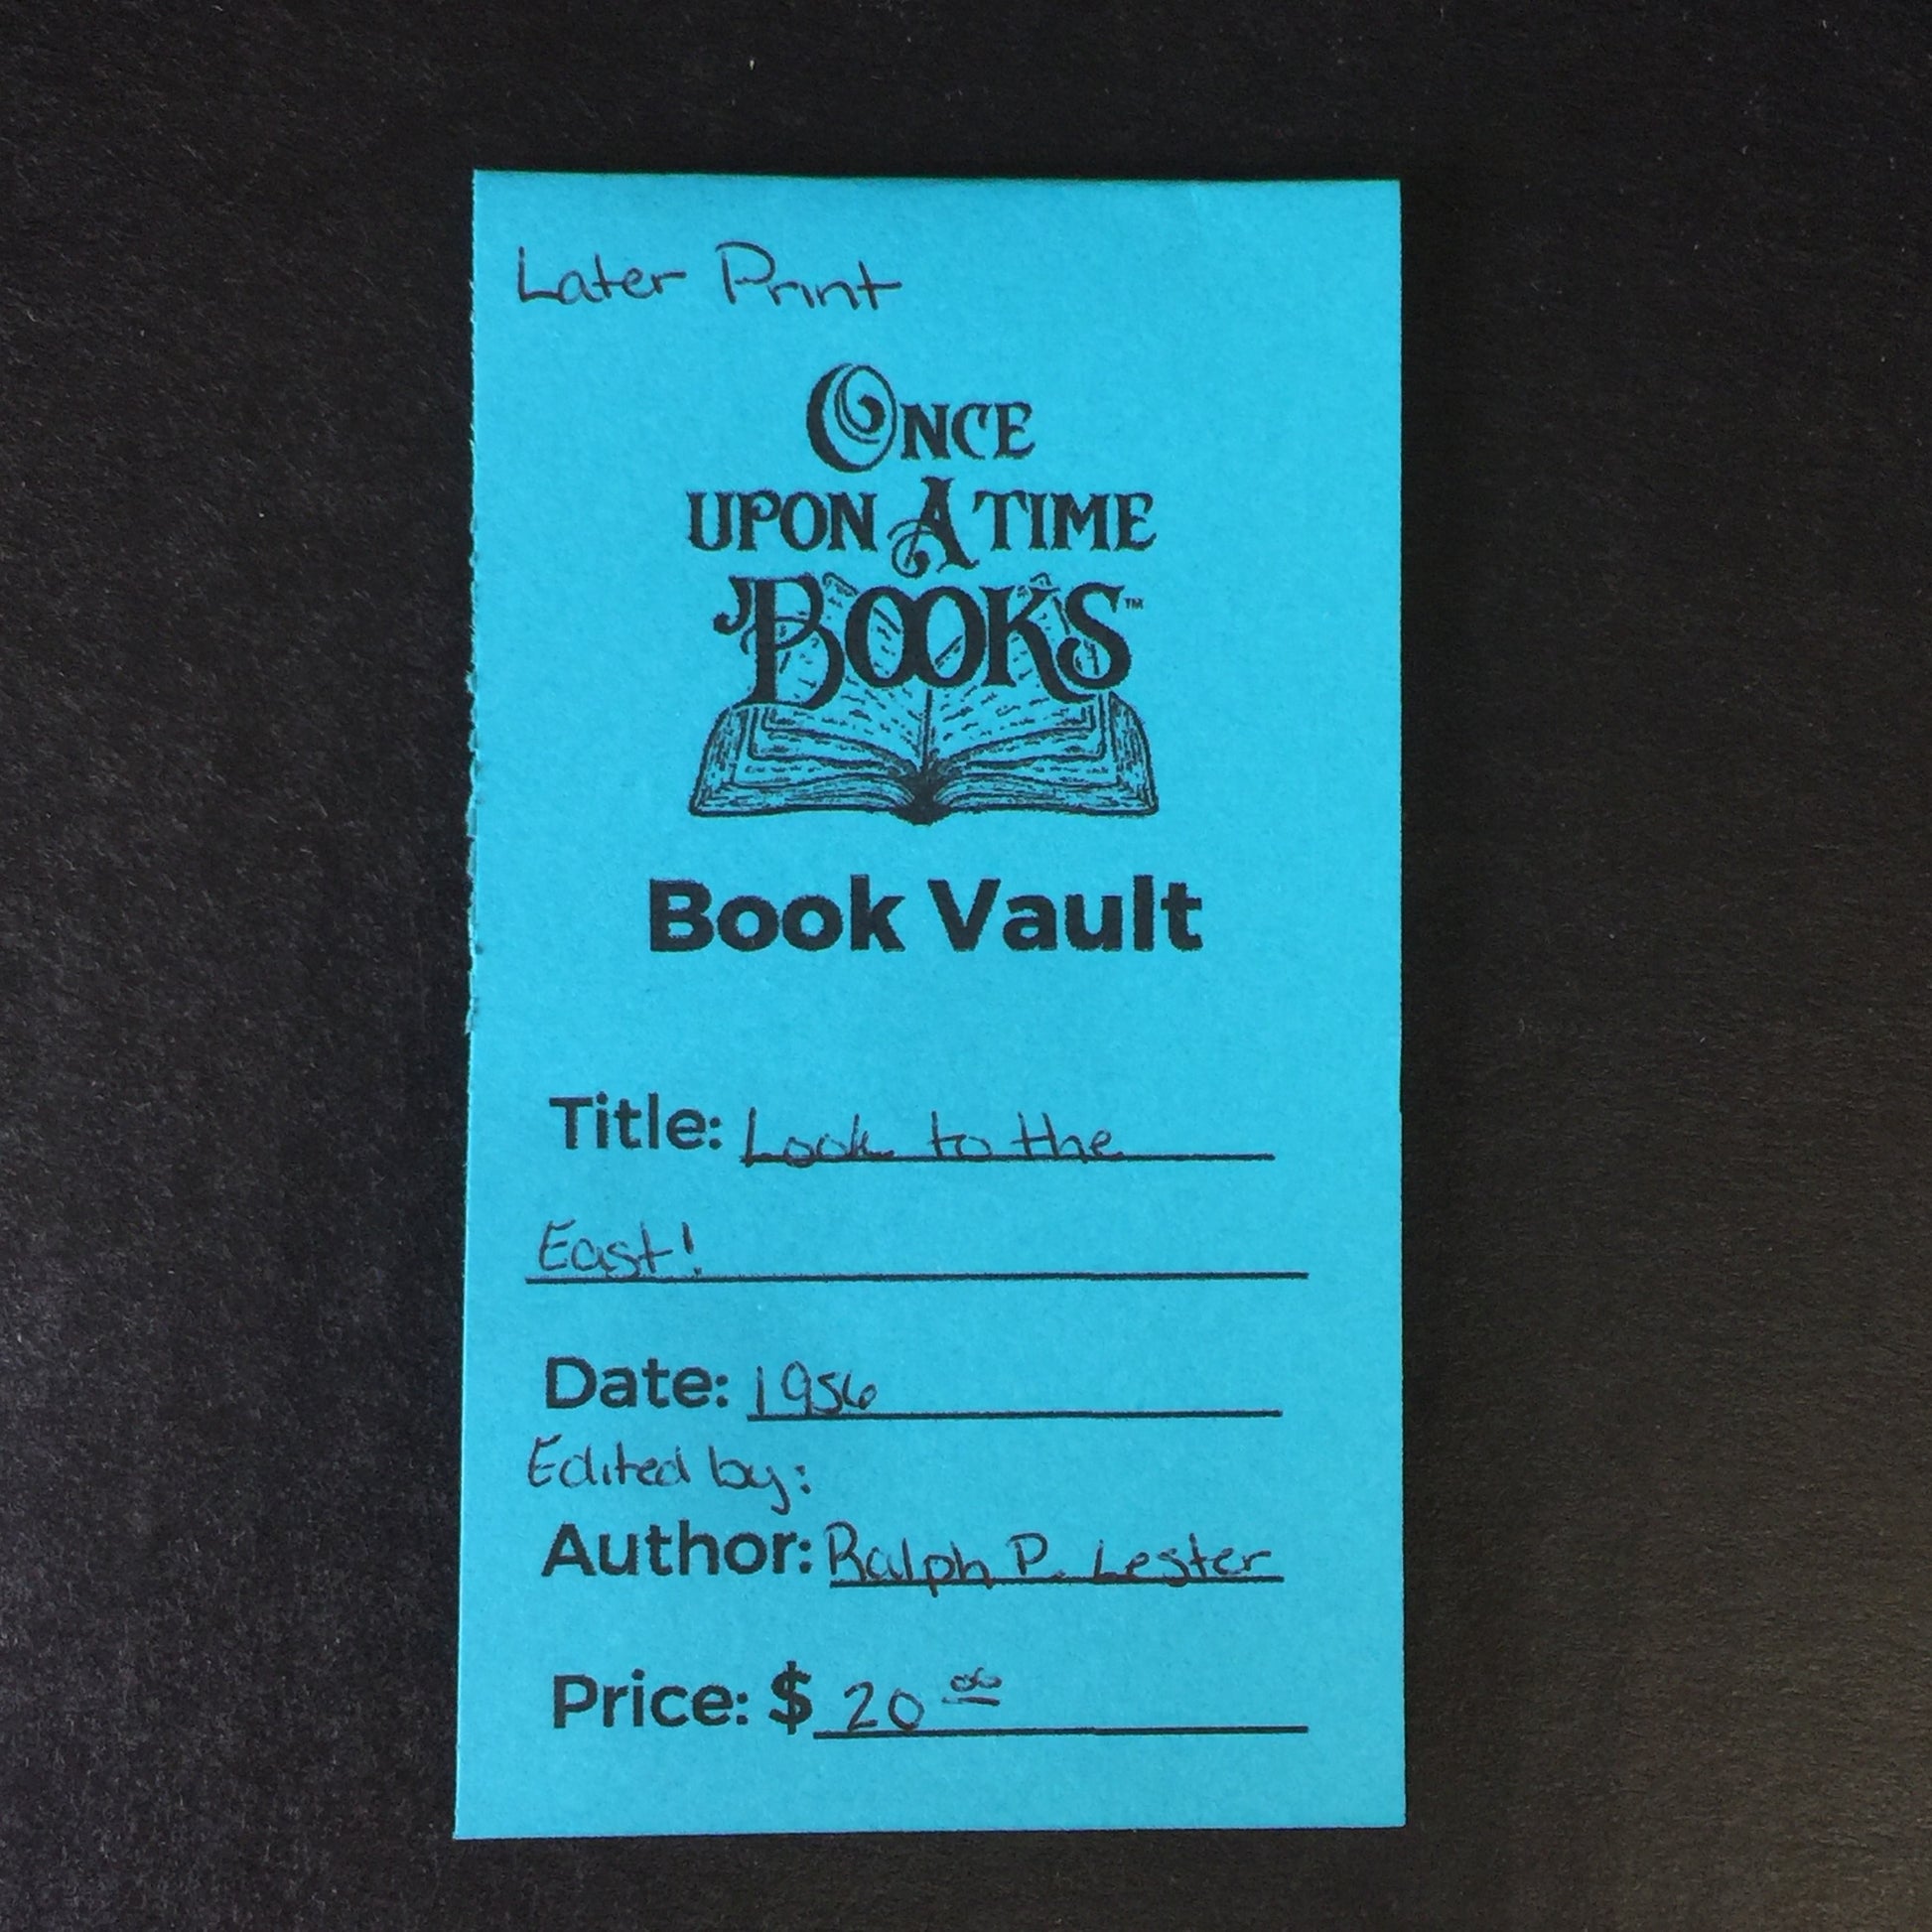 Later Print
ONCE
UPON A TIME
BOOKS™
Book Vault
Title: Look to the
East!
Date: 1956
Edited by:
Author: Ralph P. Lester
Price: $ 20 00